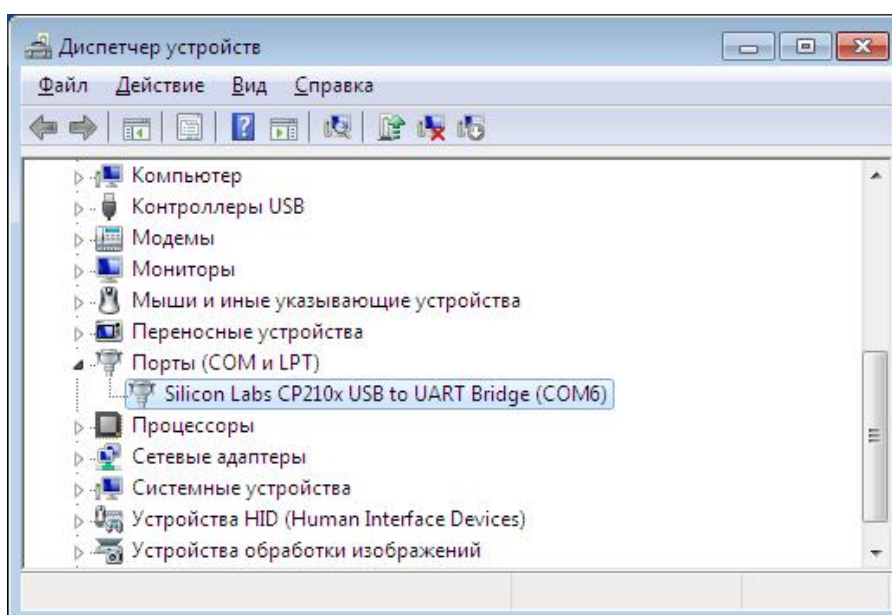 Диспетчер устройств
Файл Действие Вид Справка
Компьютер
Контроллеры USB
Модемы
Мониторы
Мыши и иные указывающие устройства
Переносные устройства
Порты (COM и LPT)
Silicon Labs CP210x USB to UART Bridge (COM6)
Процессоры
Сетевые адаптеры
Системные устройства
Устройства HID (Human Interface Devices)
Устройства обработки изображений